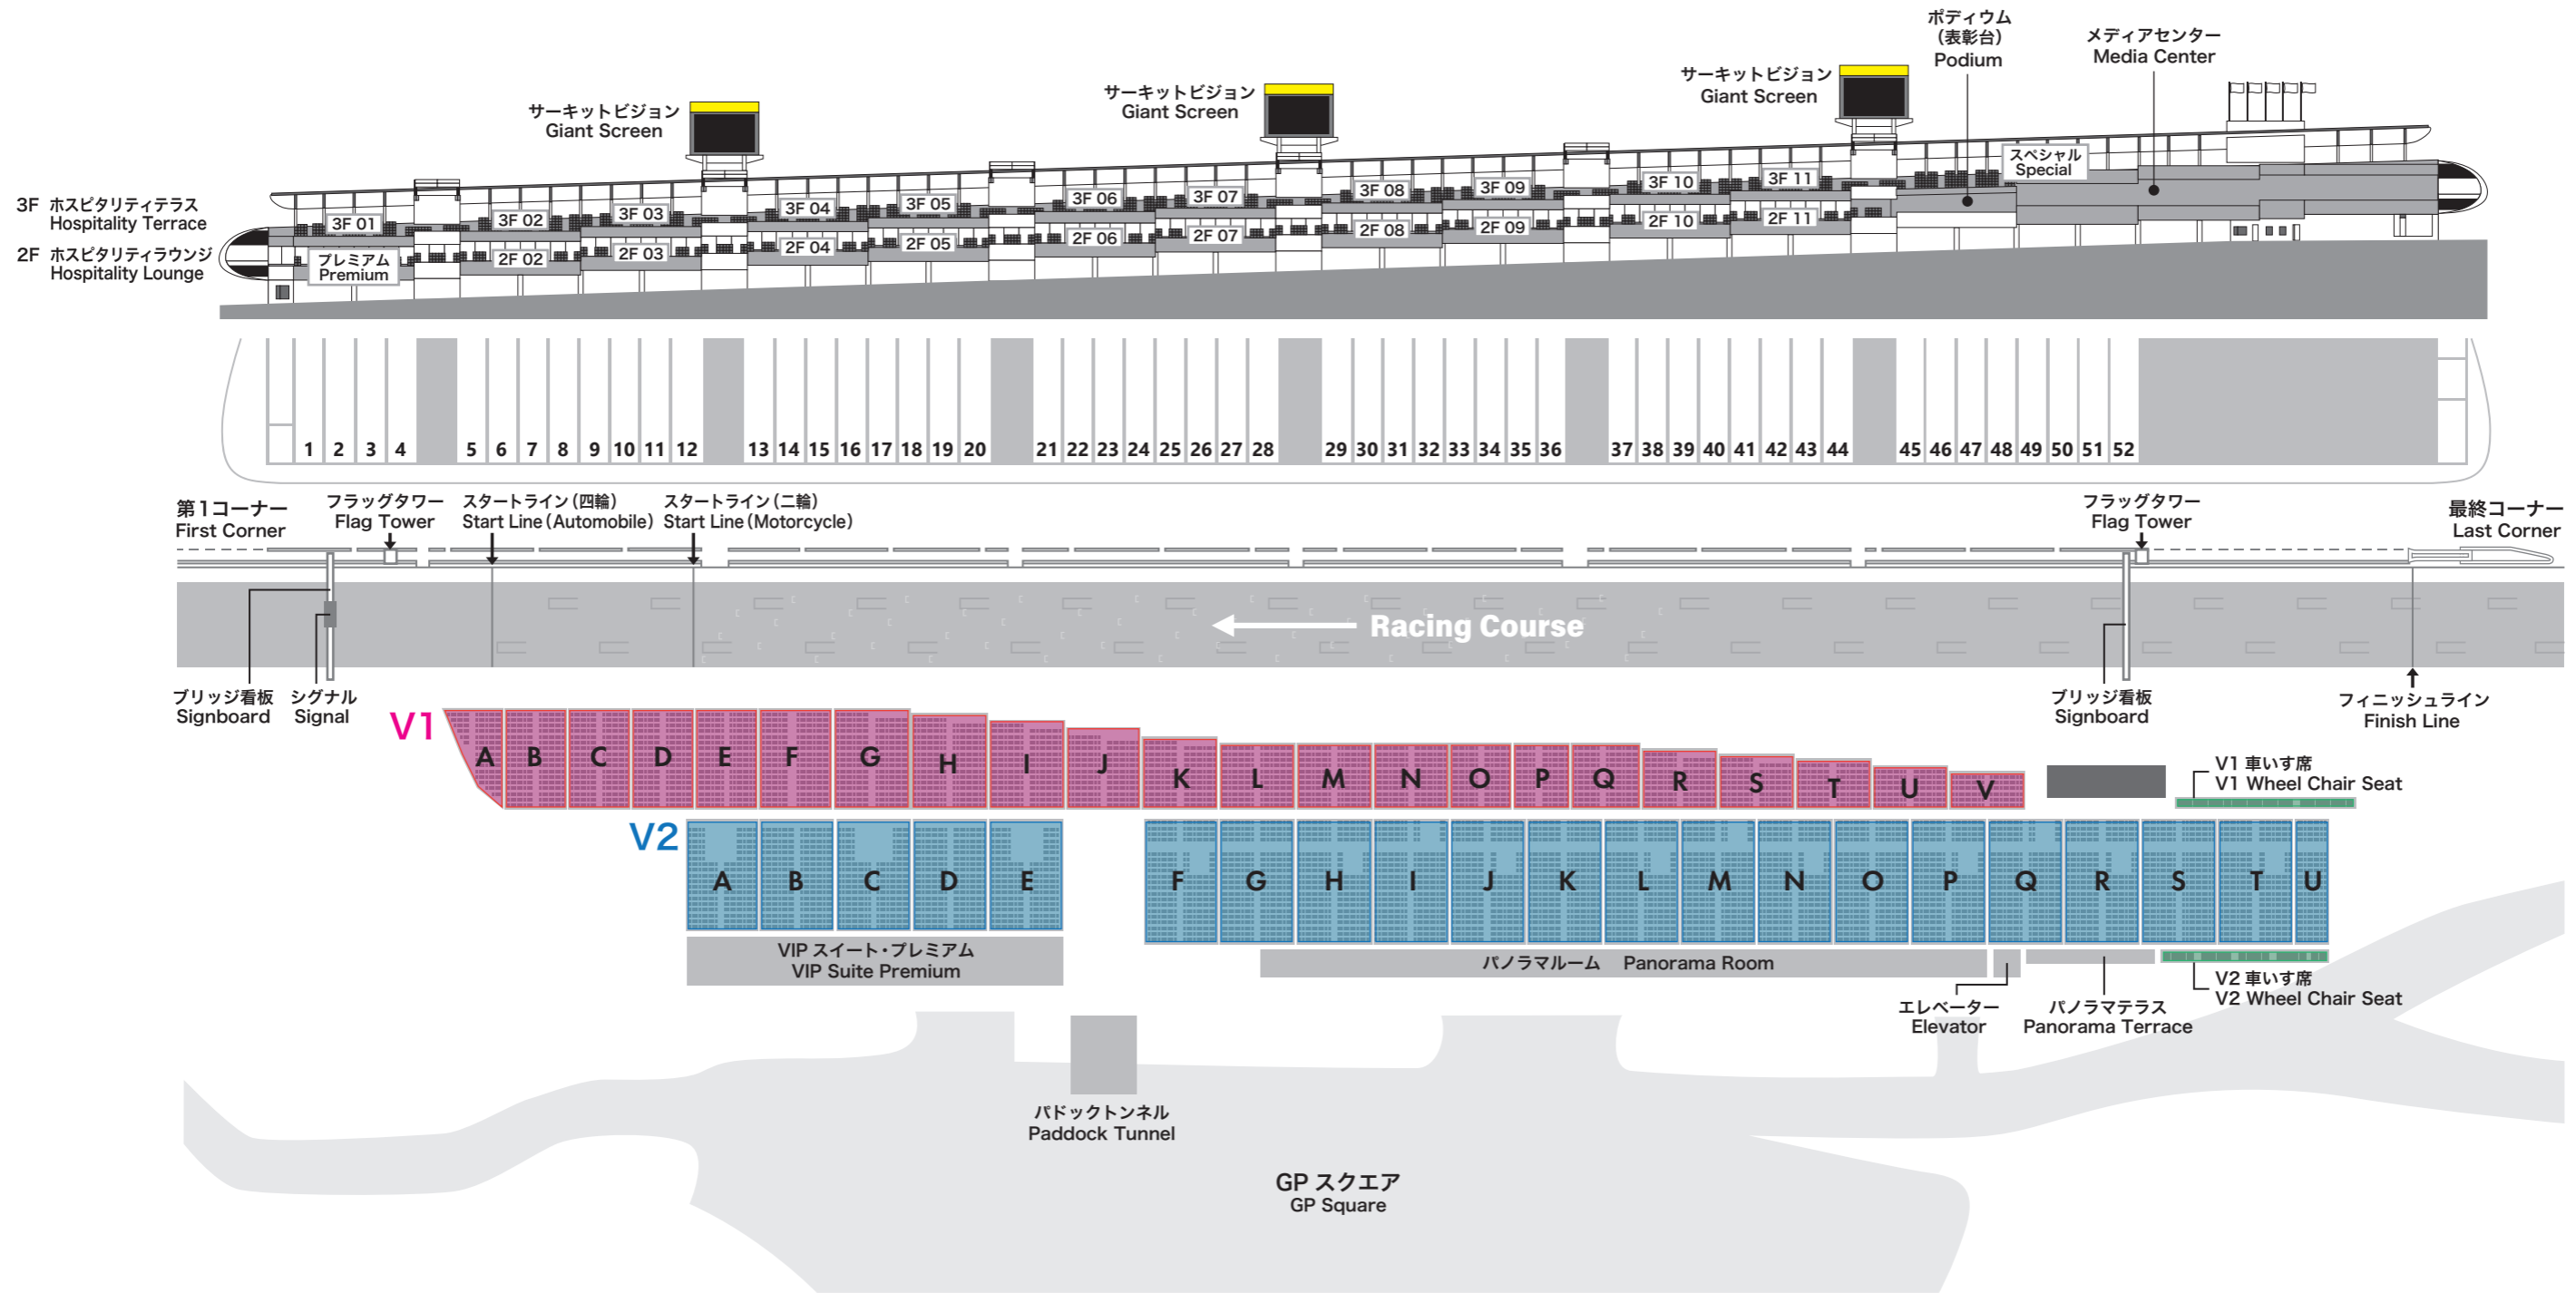 ポディウム
（表彰台）
Podium
メディアセンター
Media Center
サーキットビジョン
Giant Screen
サーキットビジョン
Giant Screen
サーキットビジョン
Giant Screen
スペシャル
Special
3F ホスピタリティテラス
Hospitality Terrace
2F ホスピタリティラウンジ
Hospitality Lounge
3F 01 3F 02 3F 03 3F 04 3F 05 3F 06 3F 07 3F 08 3F 09 3F 10 3F 11
プレミアム
Premium
2F 02 2F 03 2F 04 2F 05 2F 06 2F 07 2F 08 2F 09 2F 10 2F 11
1 2 3 4 5 6 7 8 9 10 11 12 13 14 15 16 17 18 19 20 21 22 23 24 25 26 27 28 29 30 31 32 33 34 35 36 37 38 39 40 41 42 43 44 45 46 47 48 49 50 51 52
第1コーナー
First Corner
フラッグタワー
Flag Tower
スタートライン（四輪）
Start Line（Automobile）
スタートライン（二輪）
Start Line（Motorcycle）
フラッグタワー
Flag Tower
最終コーナー
Last Corner
Racing Course
ブリッジ看板
Signboard
シグナル
Signal
ブリッジ看板
Signboard
フィニッシュライン
Finish Line
V1
A B C D E F G H I J K L M N O P Q R S T U V
V1 車いす席
V1 Wheel Chair Seat
V2
A B C D E F G H I J K L M N O P Q R S T U
VIP スイート・プレミアム
VIP Suite Premium
パノラマルーム Panorama Room
V2 車いす席
V2 Wheel Chair Seat
エレベーター
Elevator
パノラマテラス
Panorama Terrace
パドックトンネル
Paddock Tunnel
GP スクエア
GP Square